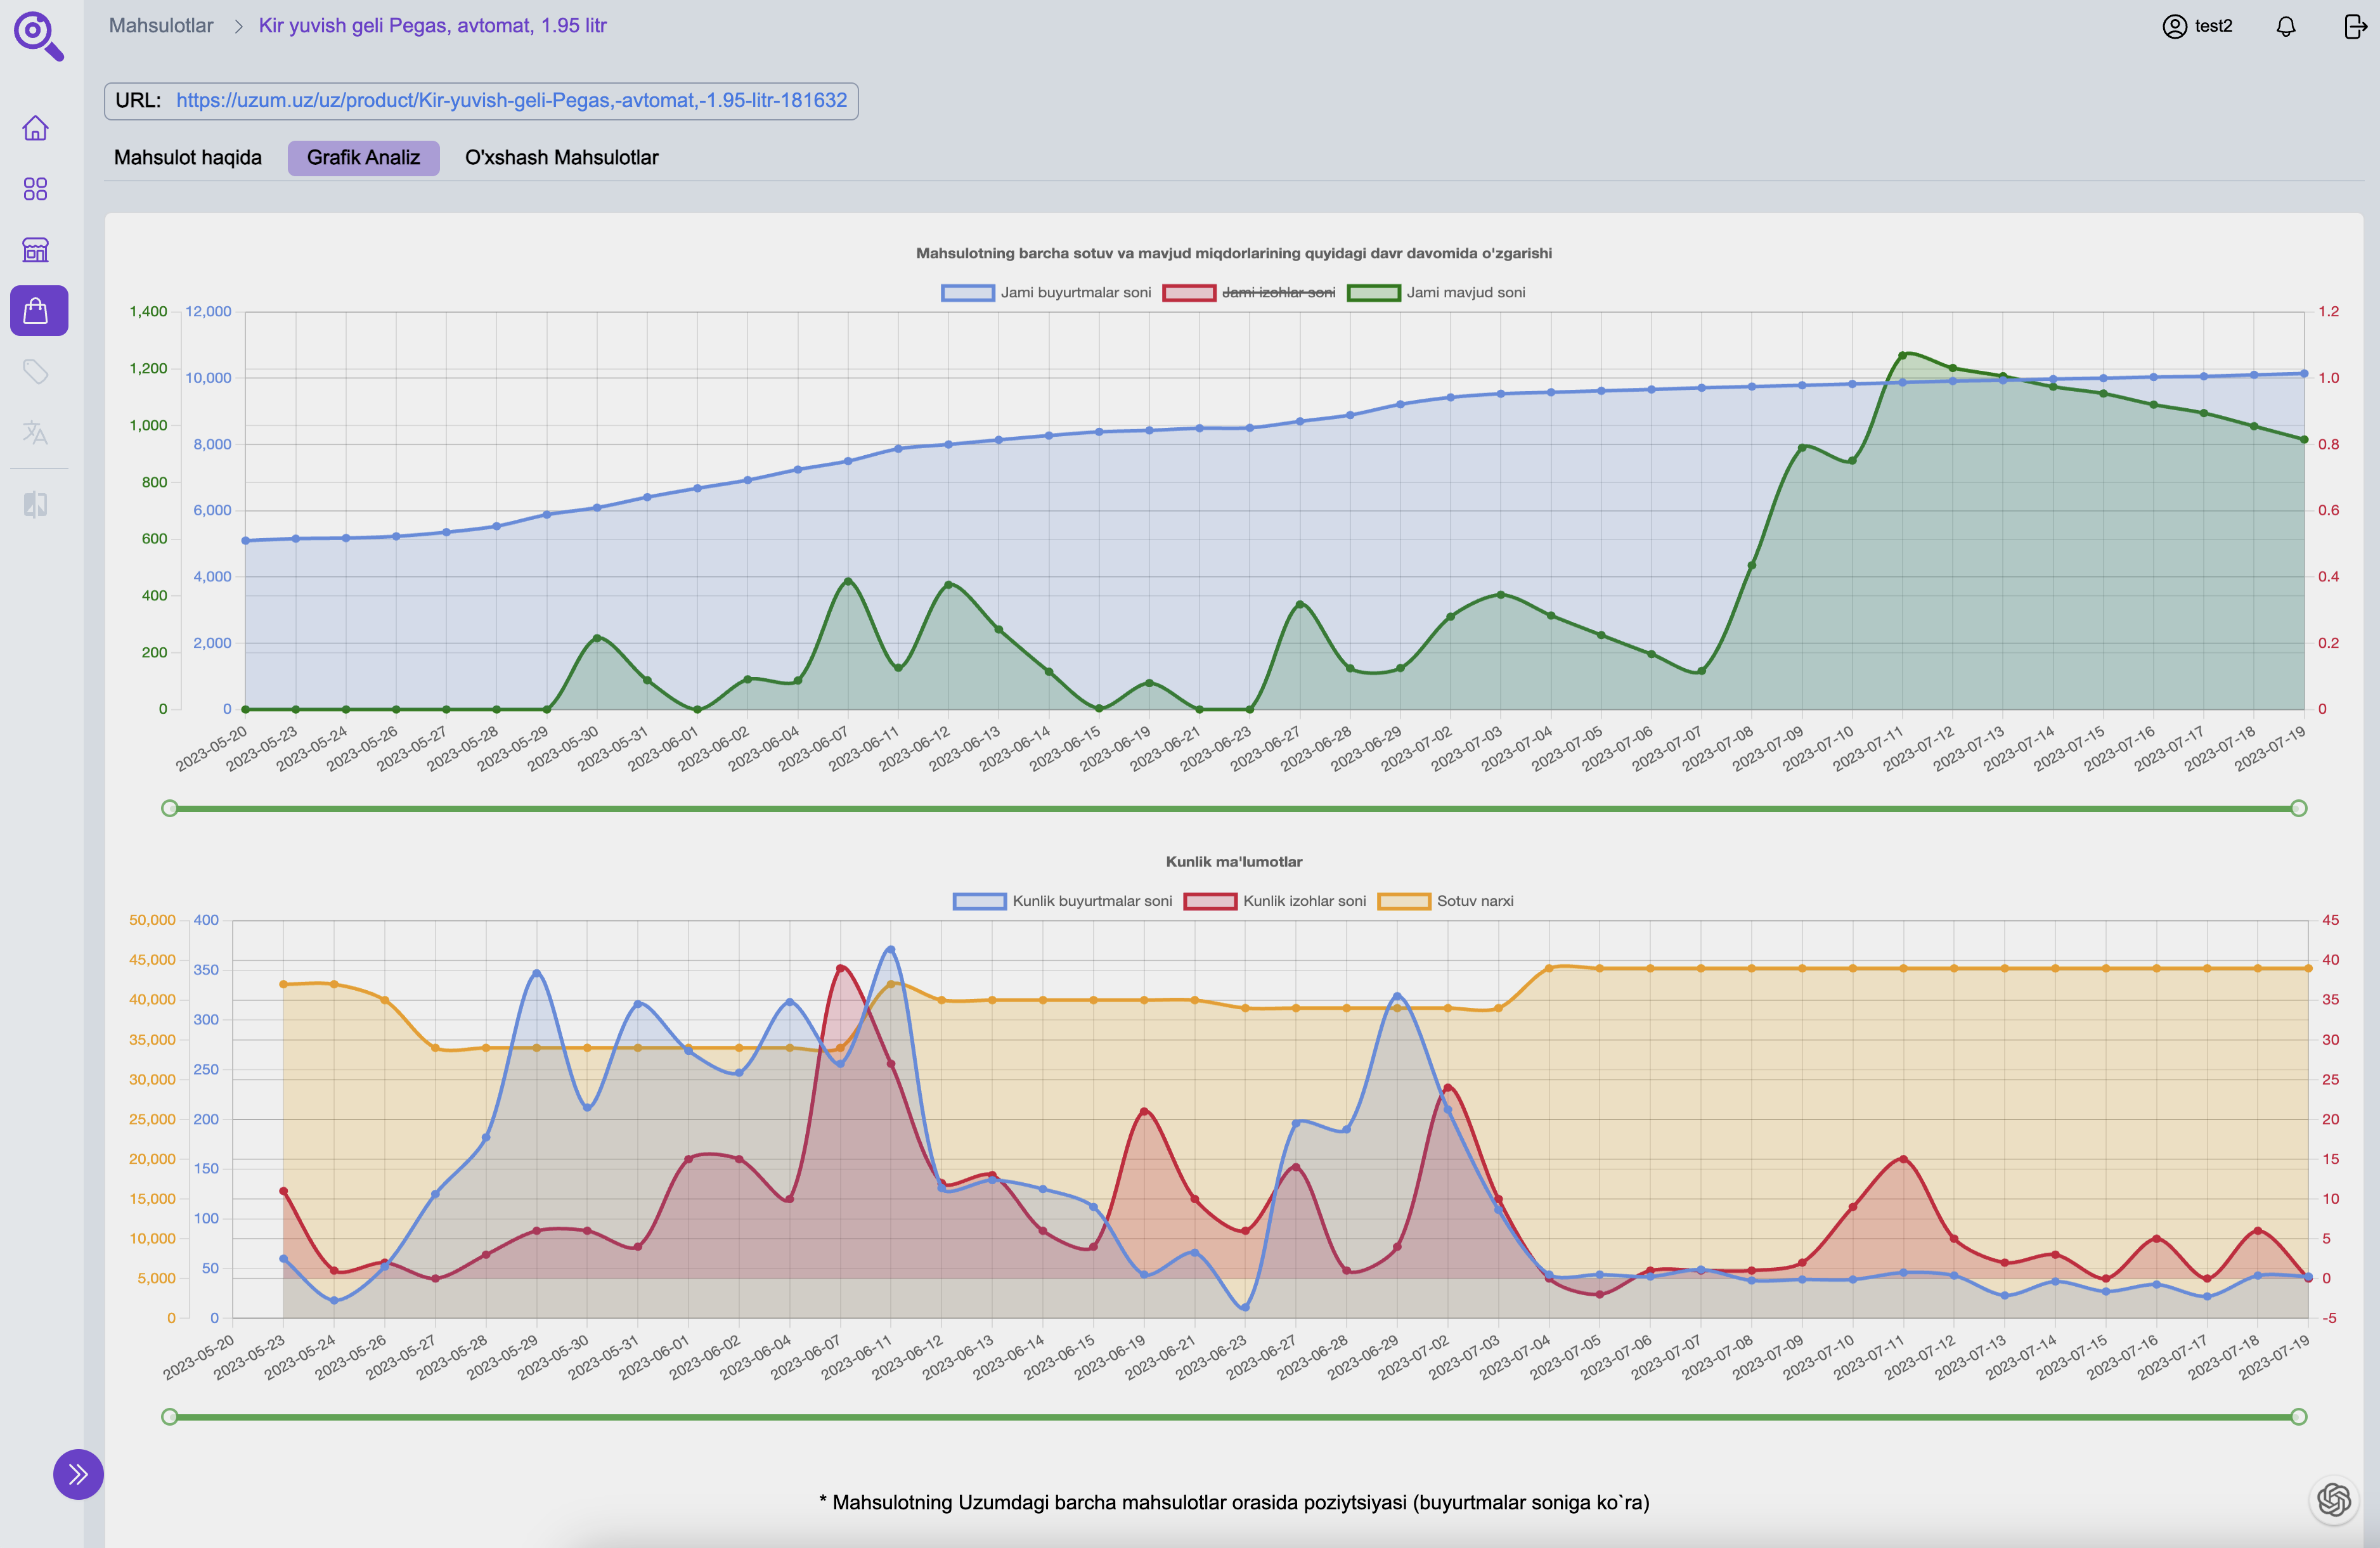 Mahsulotlar > Kir yuvish geli Pegas, avtomat, 1.95 litr
test2
URL: https://uzum.uz/uz/product/Kir-yuvish-geli-Pegas,-avtomat,-1.95-litr-181632
Mahsulot haqida Grafik Analiz O'xshash Mahsulotlar
Mahsulotning barcha sotuv va mavjud miqdorlarining quyidagi davr davomida o'zgarishi
Jami buyurtmalar soni Jami izohlar soni Jami mavjud soni
1,400 12,000 1.2
1,200 10,000 1.0
1,000 8,000 0.8
800 6,000 0.6
600 4,000 0.4
400 2,000 0.2
200
0 0 0
2023-05-20 2023-05-23 2023-05-24 2023-05-26 2023-05-27 2023-05-28 2023-05-29 2023-05-30 2023-05-31 2023-06-01 2023-06-02 2023-06-04 2023-06-07 2023-06-11 2023-06-12 2023-06-13 2023-06-14 2023-06-15 2023-06-19 2023-06-21 2023-06-23 2023-06-27 2023-06-28 2023-06-29 2023-07-02 2023-07-03 2023-07-04 2023-07-05 2023-07-06 2023-07-07 2023-07-08 2023-07-09 2023-07-10 2023-07-11 2023-07-12 2023-07-13 2023-07-14 2023-07-15 2023-07-16 2023-07-17 2023-07-18 2023-07-19
Kunlik ma'lumotlar
Kunlik buyurtmalar soni Kunlik izohlar soni Sotuv narxi
50,000 400 45
45,000 350 40
40,000 35
35,000 300 30
30,000 250 25
25,000 200 20
20,000 150 15
15,000 10
10,000 100 5
5,000 50 0
0 0 -5
2023-05-20 2023-05-23 2023-05-24 2023-05-26 2023-05-27 2023-05-28 2023-05-29 2023-05-30 2023-05-31 2023-06-01 2023-06-02 2023-06-04 2023-06-07 2023-06-11 2023-06-12 2023-06-13 2023-06-14 2023-06-15 2023-06-19 2023-06-21 2023-06-23 2023-06-27 2023-06-28 2023-06-29 2023-07-02 2023-07-03 2023-07-04 2023-07-05 2023-07-06 2023-07-07 2023-07-08 2023-07-09 2023-07-10 2023-07-11 2023-07-12 2023-07-13 2023-07-14 2023-07-15 2023-07-16 2023-07-17 2023-07-18 2023-07-19
* Mahsulotning Uzumdagi barcha mahsulotlar orasida poziytsiyasi (buyurtmalar soniga ko`ra)